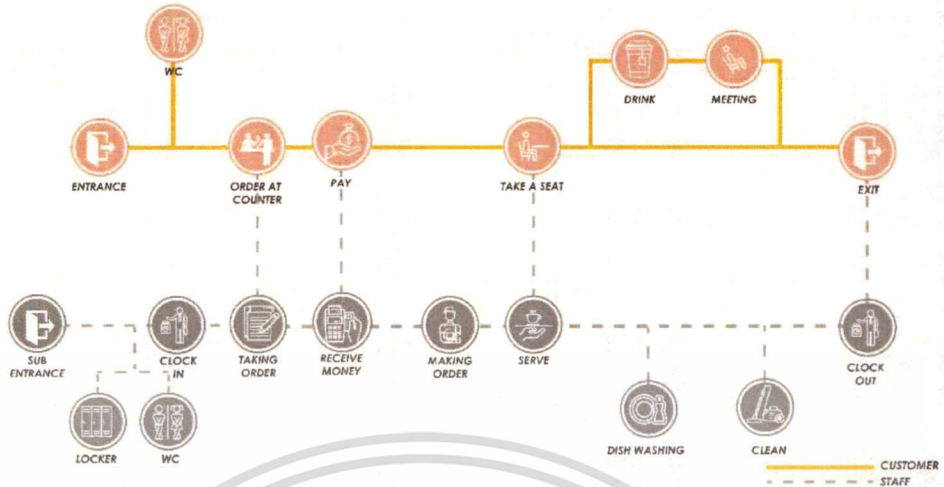 WC
DRINK
MEETING
ENTRANCE
ORDER AT
COUNTER
PAY
TAKE A SEAT
EXIT
SUB
ENTRANCE
CLOCK
IN
TAKING
ORDER
RECEIVE
MONEY
MAKING
ORDER
SERVE
CLOCK
OUT
LOCKER
WC
DISH WASHING
CLEAN
CUSTOMER
STAFF